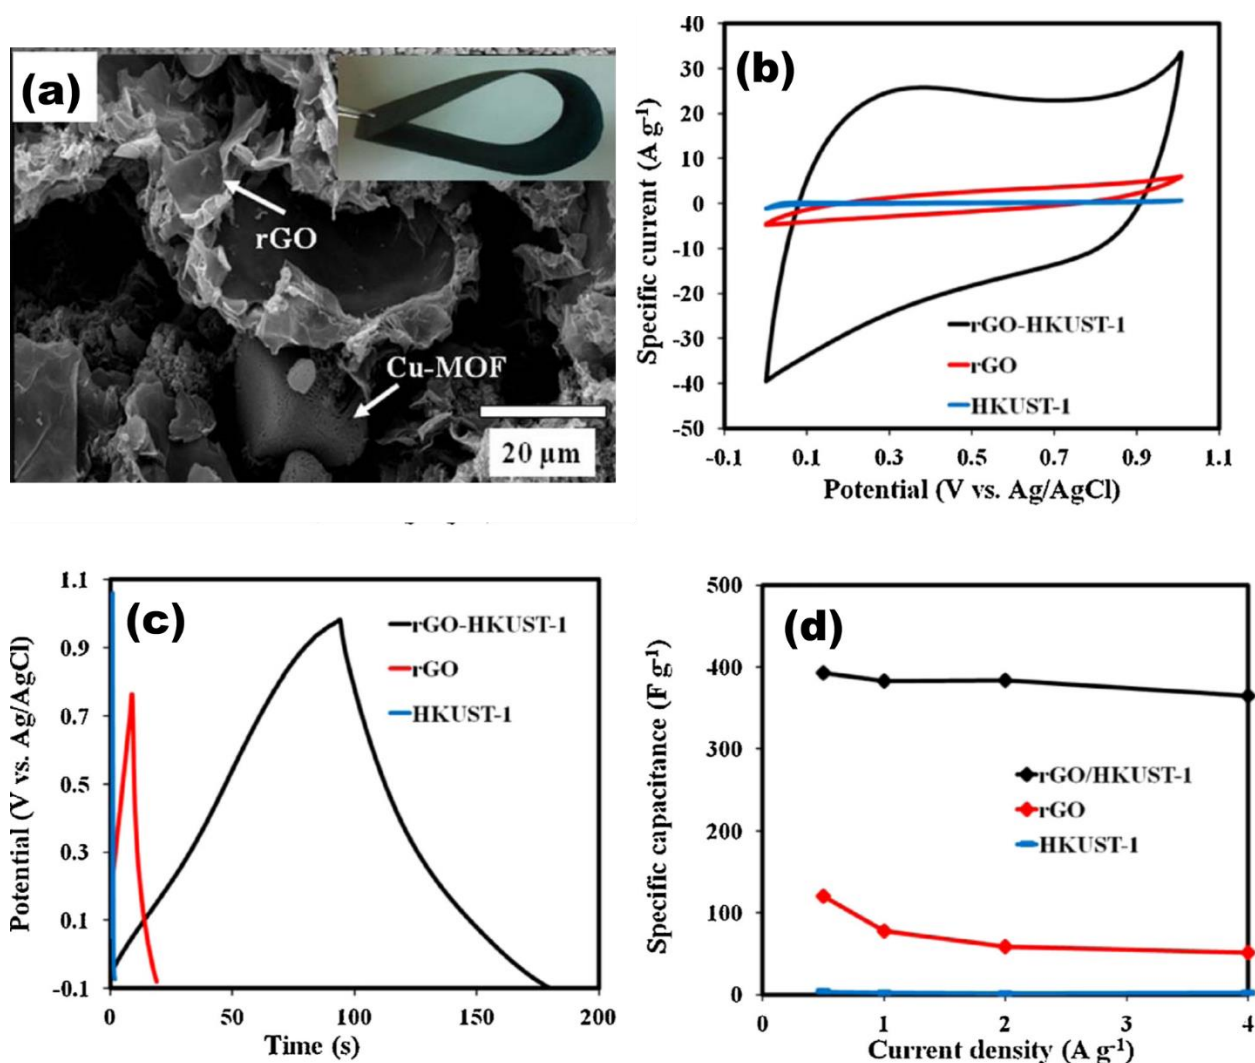 (a)
rGO
Cu-MOF
20 µm
(b)
Specific current (A g⁻¹)
40
30
20
10
0
-10
-20
-30
-40
-50
-0.1 0.1 0.3 0.5 0.7 0.9 1.1
Potential (V vs. Ag/AgCl)
rGO-HKUST-1
rGO
HKUST-1
(c)
Potential (V vs. Ag/AgCl)
1.1
0.9
0.7
0.5
0.3
0.1
-0.1
0 50 100 150 200
Time (s)
rGO-HKUST-1
rGO
HKUST-1
(d)
Specific capacitance (F g⁻¹)
500
400
300
200
100
0
0 1 2 3 4
Current density (A g⁻¹)
rGO/HKUST-1
rGO
HKUST-1